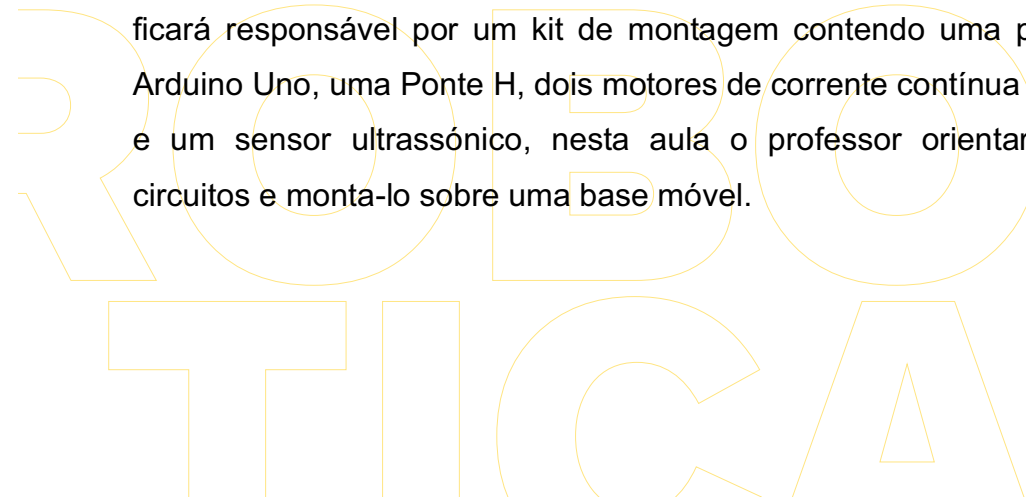 ficará responsável por um kit de montagem contendo uma p
Arduino Uno, uma Ponte H, dois motores de corrente contínua
e um sensor ultrassónico, nesta aula o professor orientar
circuitos e monta-lo sobre uma base móvel.
ROBO
TICA